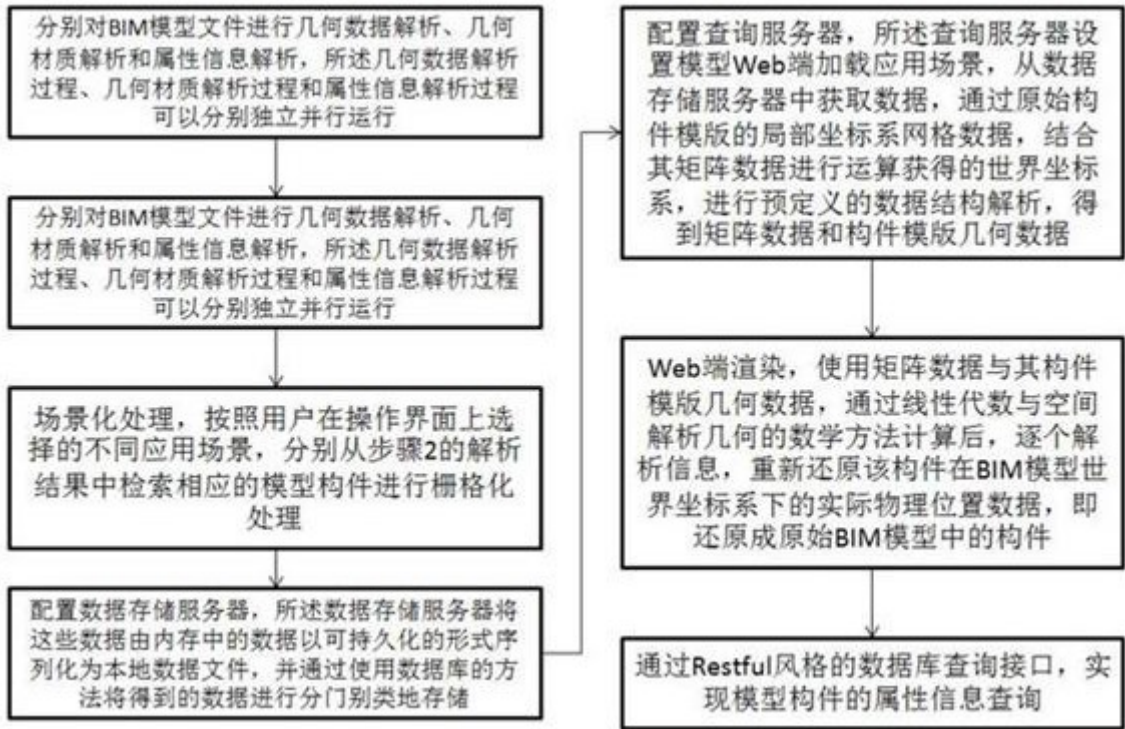 分别对BIM模型文件进行几何数据解析、几何
材质解析和属性信息解析，所述几何数据解析
过程、几何材质解析过程和属性信息解析过程
可以分别独立并行运行
分别对BIM模型文件进行几何数据解析、几何
材质解析和属性信息解析，所述几何数据解析
过程、几何材质解析过程和属性信息解析过程
可以分别独立并行运行
场景化处理，按照用户在操作界面上选
择的不同应用场景，分别从步骤2的解析
结果中检索相应的模型构件进行栅格化
处理
配置数据存储服务器，所述数据存储服务器将
这些数据由内存中的数据以可持久化的形式序
列化为本地数据文件，并通过使用数据库的方
法将得到的数据进行分门别类地存储
配置查询服务器，所述查询服务器设
置模型Web端加载应用场景，从数据
存储服务器中获取数据，通过原始构
件模版的局部坐标系网格数据，结合
其矩阵数据进行运算获得的世界坐标
系，进行预定义的数据结构解析，得
到矩阵数据和构件模版几何数据
Web端渲染，使用矩阵数据与其构件
模版几何数据，通过线性代数与空间
解析几何的数学方法计算后，逐个解
析信息，重新还原该构件在BIM模型世
界坐标系下的实际物理位置数据，即
还原成原始BIM模型中的构件
通过Restful风格的数据库查询接口，实
现模型构件的属性信息查询